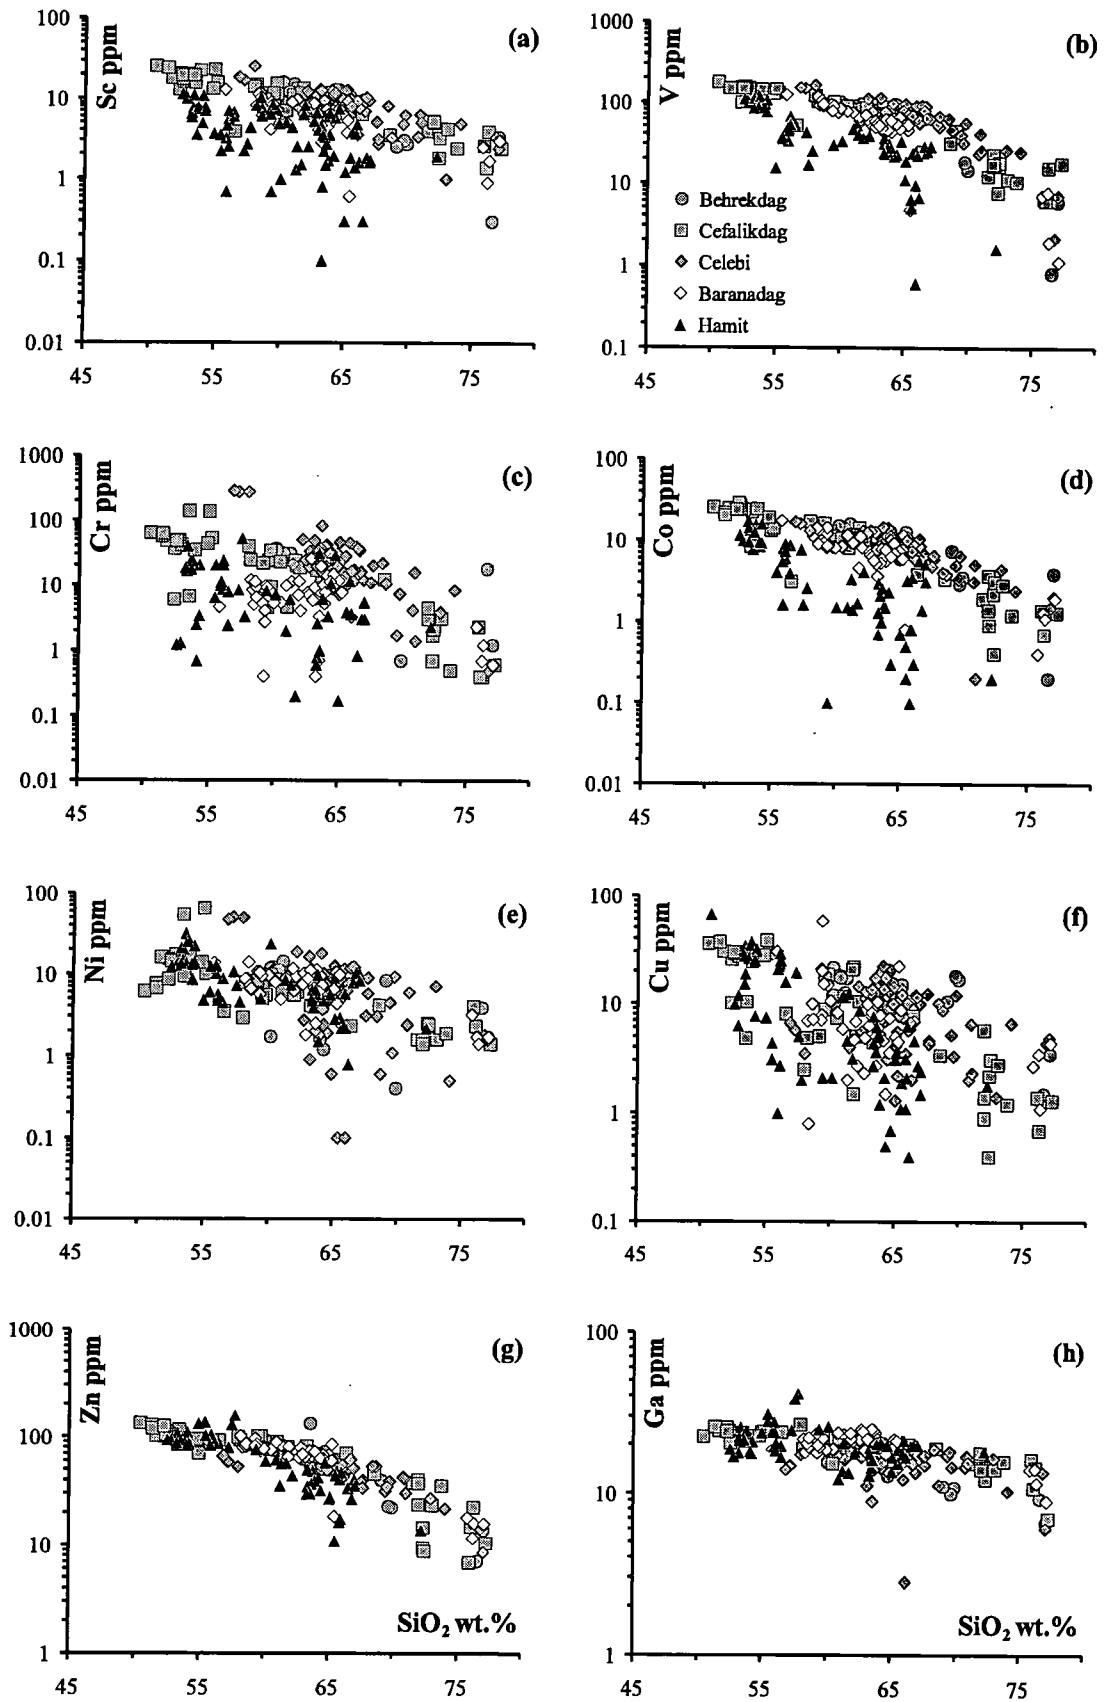 100
10
1
0.1
0.01
Sc ppm
(a)
45 55 65 75
1000
100
10
1
0.1
V ppm
(b)
Behrekdag
Cefalikdag
Celebi
Baranadag
Hamit
45 55 65 75
1000
100
10
1
0.1
0.01
Cr ppm
(c)
45 55 65 75
100
10
1
0.1
0.01
Co ppm
(d)
45 55 65 75
100
10
1
0.1
0.01
Ni ppm
(e)
45 55 65 75
100
10
1
0.1
Cu ppm
(f)
45 55 65 75
1000
100
10
1
Zn ppm
(g)
SiO₂ wt.%
45 55 65 75
100
10
1
Ga ppm
(h)
SiO₂ wt.%
45 55 65 75